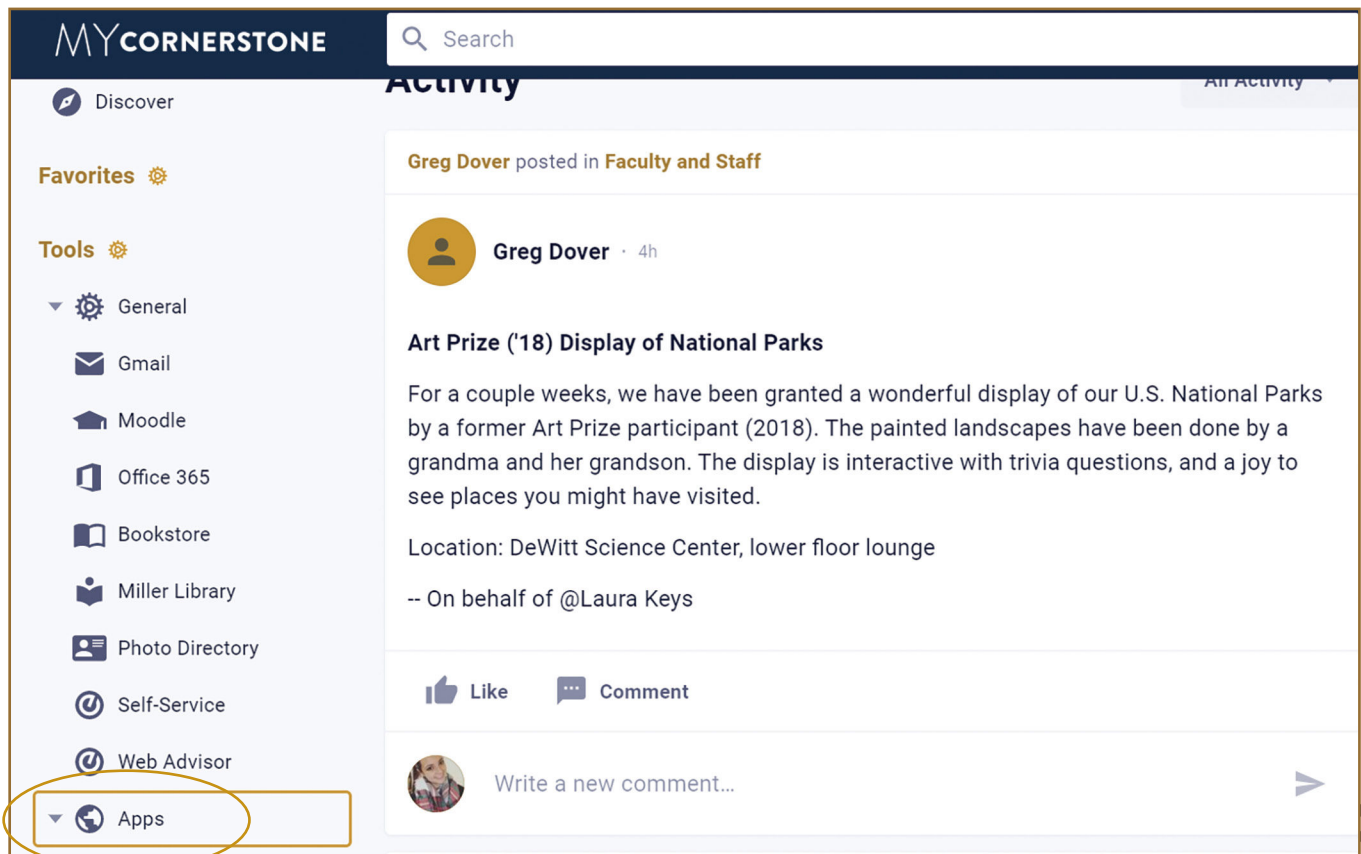 MYCORNERSTONE
Search
Discover
Favorites
Tools
General
Gmail
Moodle
Office 365
Bookstore
Miller Library
Photo Directory
Self-Service
Web Advisor
Apps
Activity
All Activity
Greg Dover posted in Faculty and Staff
Greg Dover · 4h
Art Prize ('18) Display of National Parks
For a couple weeks, we have been granted a wonderful display of our U.S. National Parks
by a former Art Prize participant (2018). The painted landscapes have been done by a
grandma and her grandson. The display is interactive with trivia questions, and a joy to
see places you might have visited.
Location: DeWitt Science Center, lower floor lounge
-- On behalf of @Laura Keys
Like
Comment
Write a new comment...